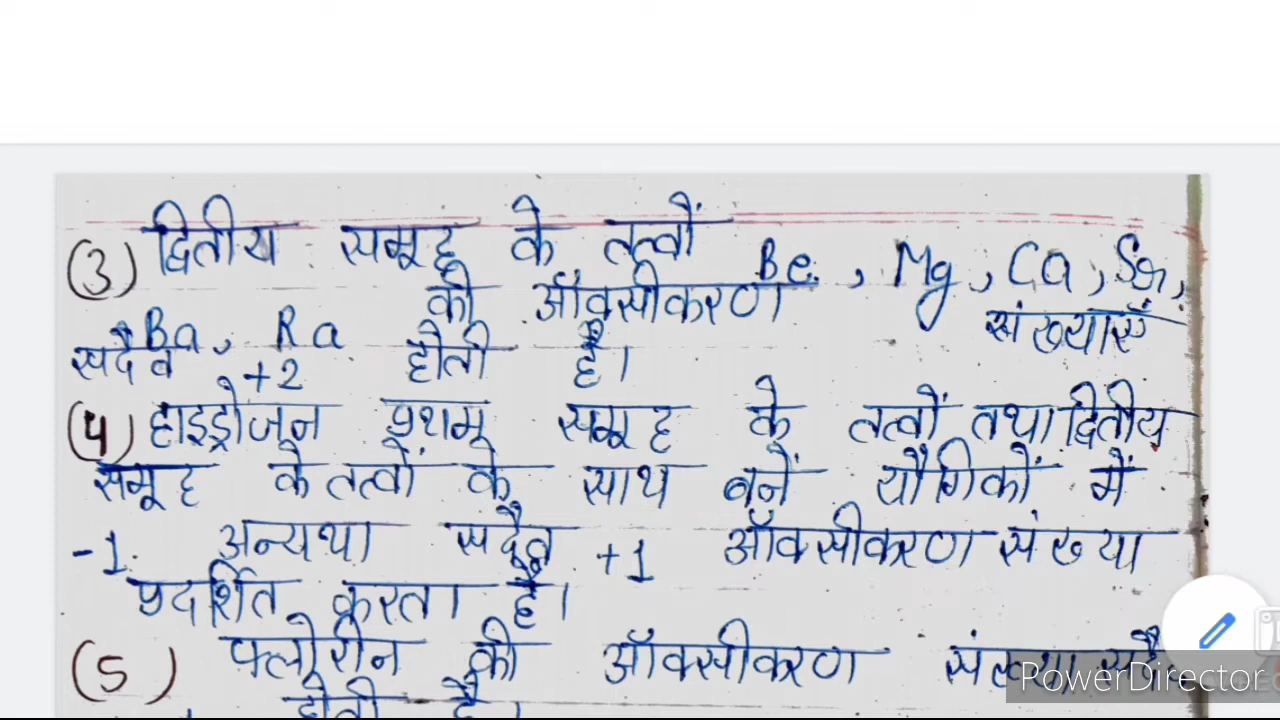 (3) द्वितीय समूह के तत्वों Be, Mg, Ca, Sr,
Ba, Ra की ऑक्सीकरण संख्याएँ
सदैव +2 होती है।
(4) हाइड्रोजन प्रथम समूह के तत्वों तथा द्वितीय
समूह के तत्वों के साथ बनें यौगिकों में
-1 अन्यथा सदैव +1 ऑक्सीकरण संख्या
प्रदर्शित करता है।
(5) फ्लोरीन की ऑक्सीकरण संख्या
होती है।
PowerDirector